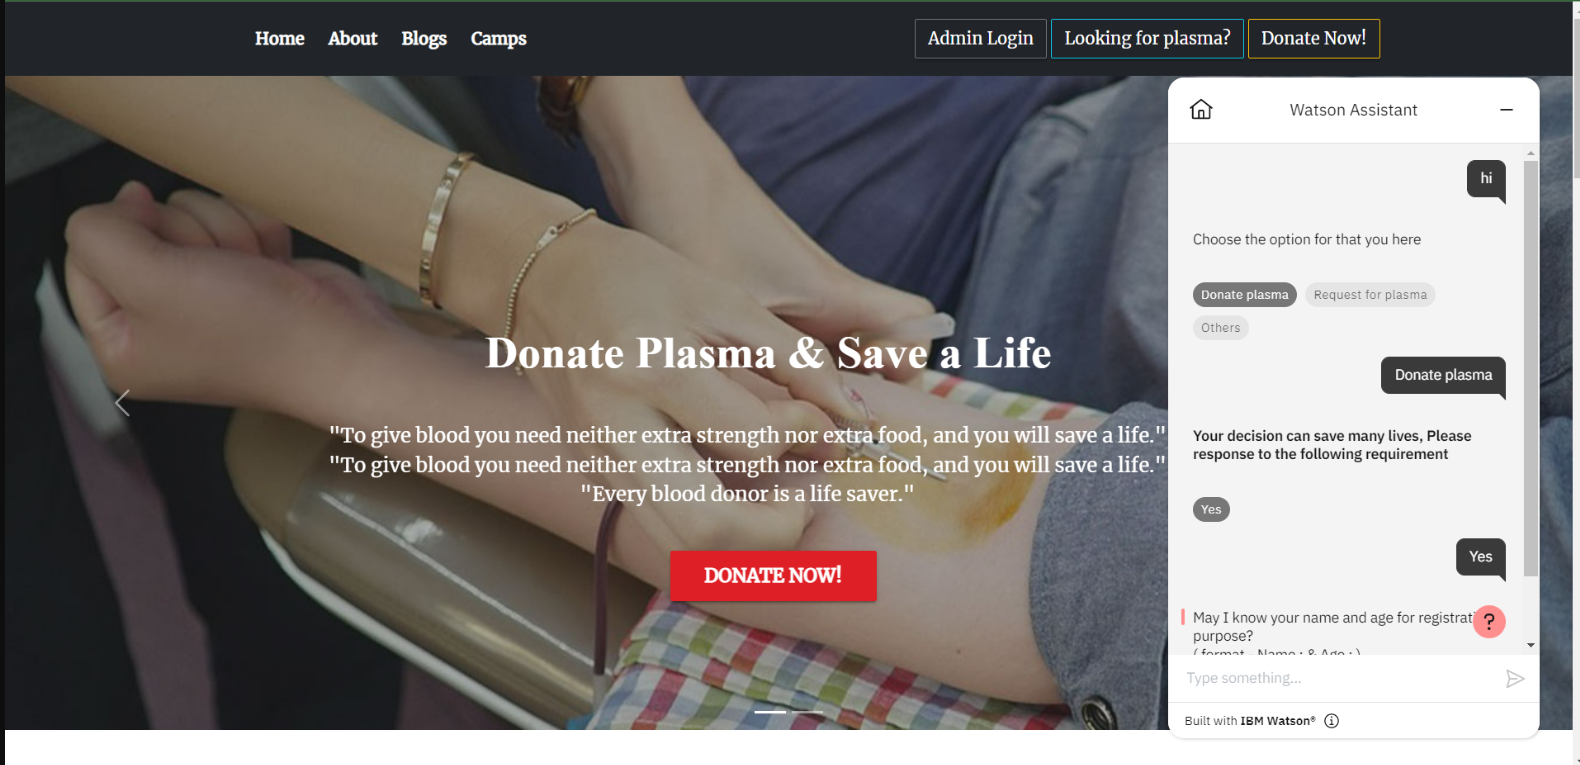 Home About Blogs Camps
Admin Login Looking for plasma? Donate Now!
Donate Plasma & Save a Life
"To give blood you need neither extra strength nor extra food, and you will save a life."
"To give blood you need neither extra strength nor extra food, and you will save a life."
"Every blood donor is a life saver."
DONATE NOW!
Watson Assistant
hi
Choose the option for that you here
Donate plasma Request for plasma
Others
Donate plasma
Your decision can save many lives, Please
response to the following requirement
Yes
Yes
May I know your name and age for
purpose?
( format - Name : & Age : )
?
Type something...
Built with IBM Watson®